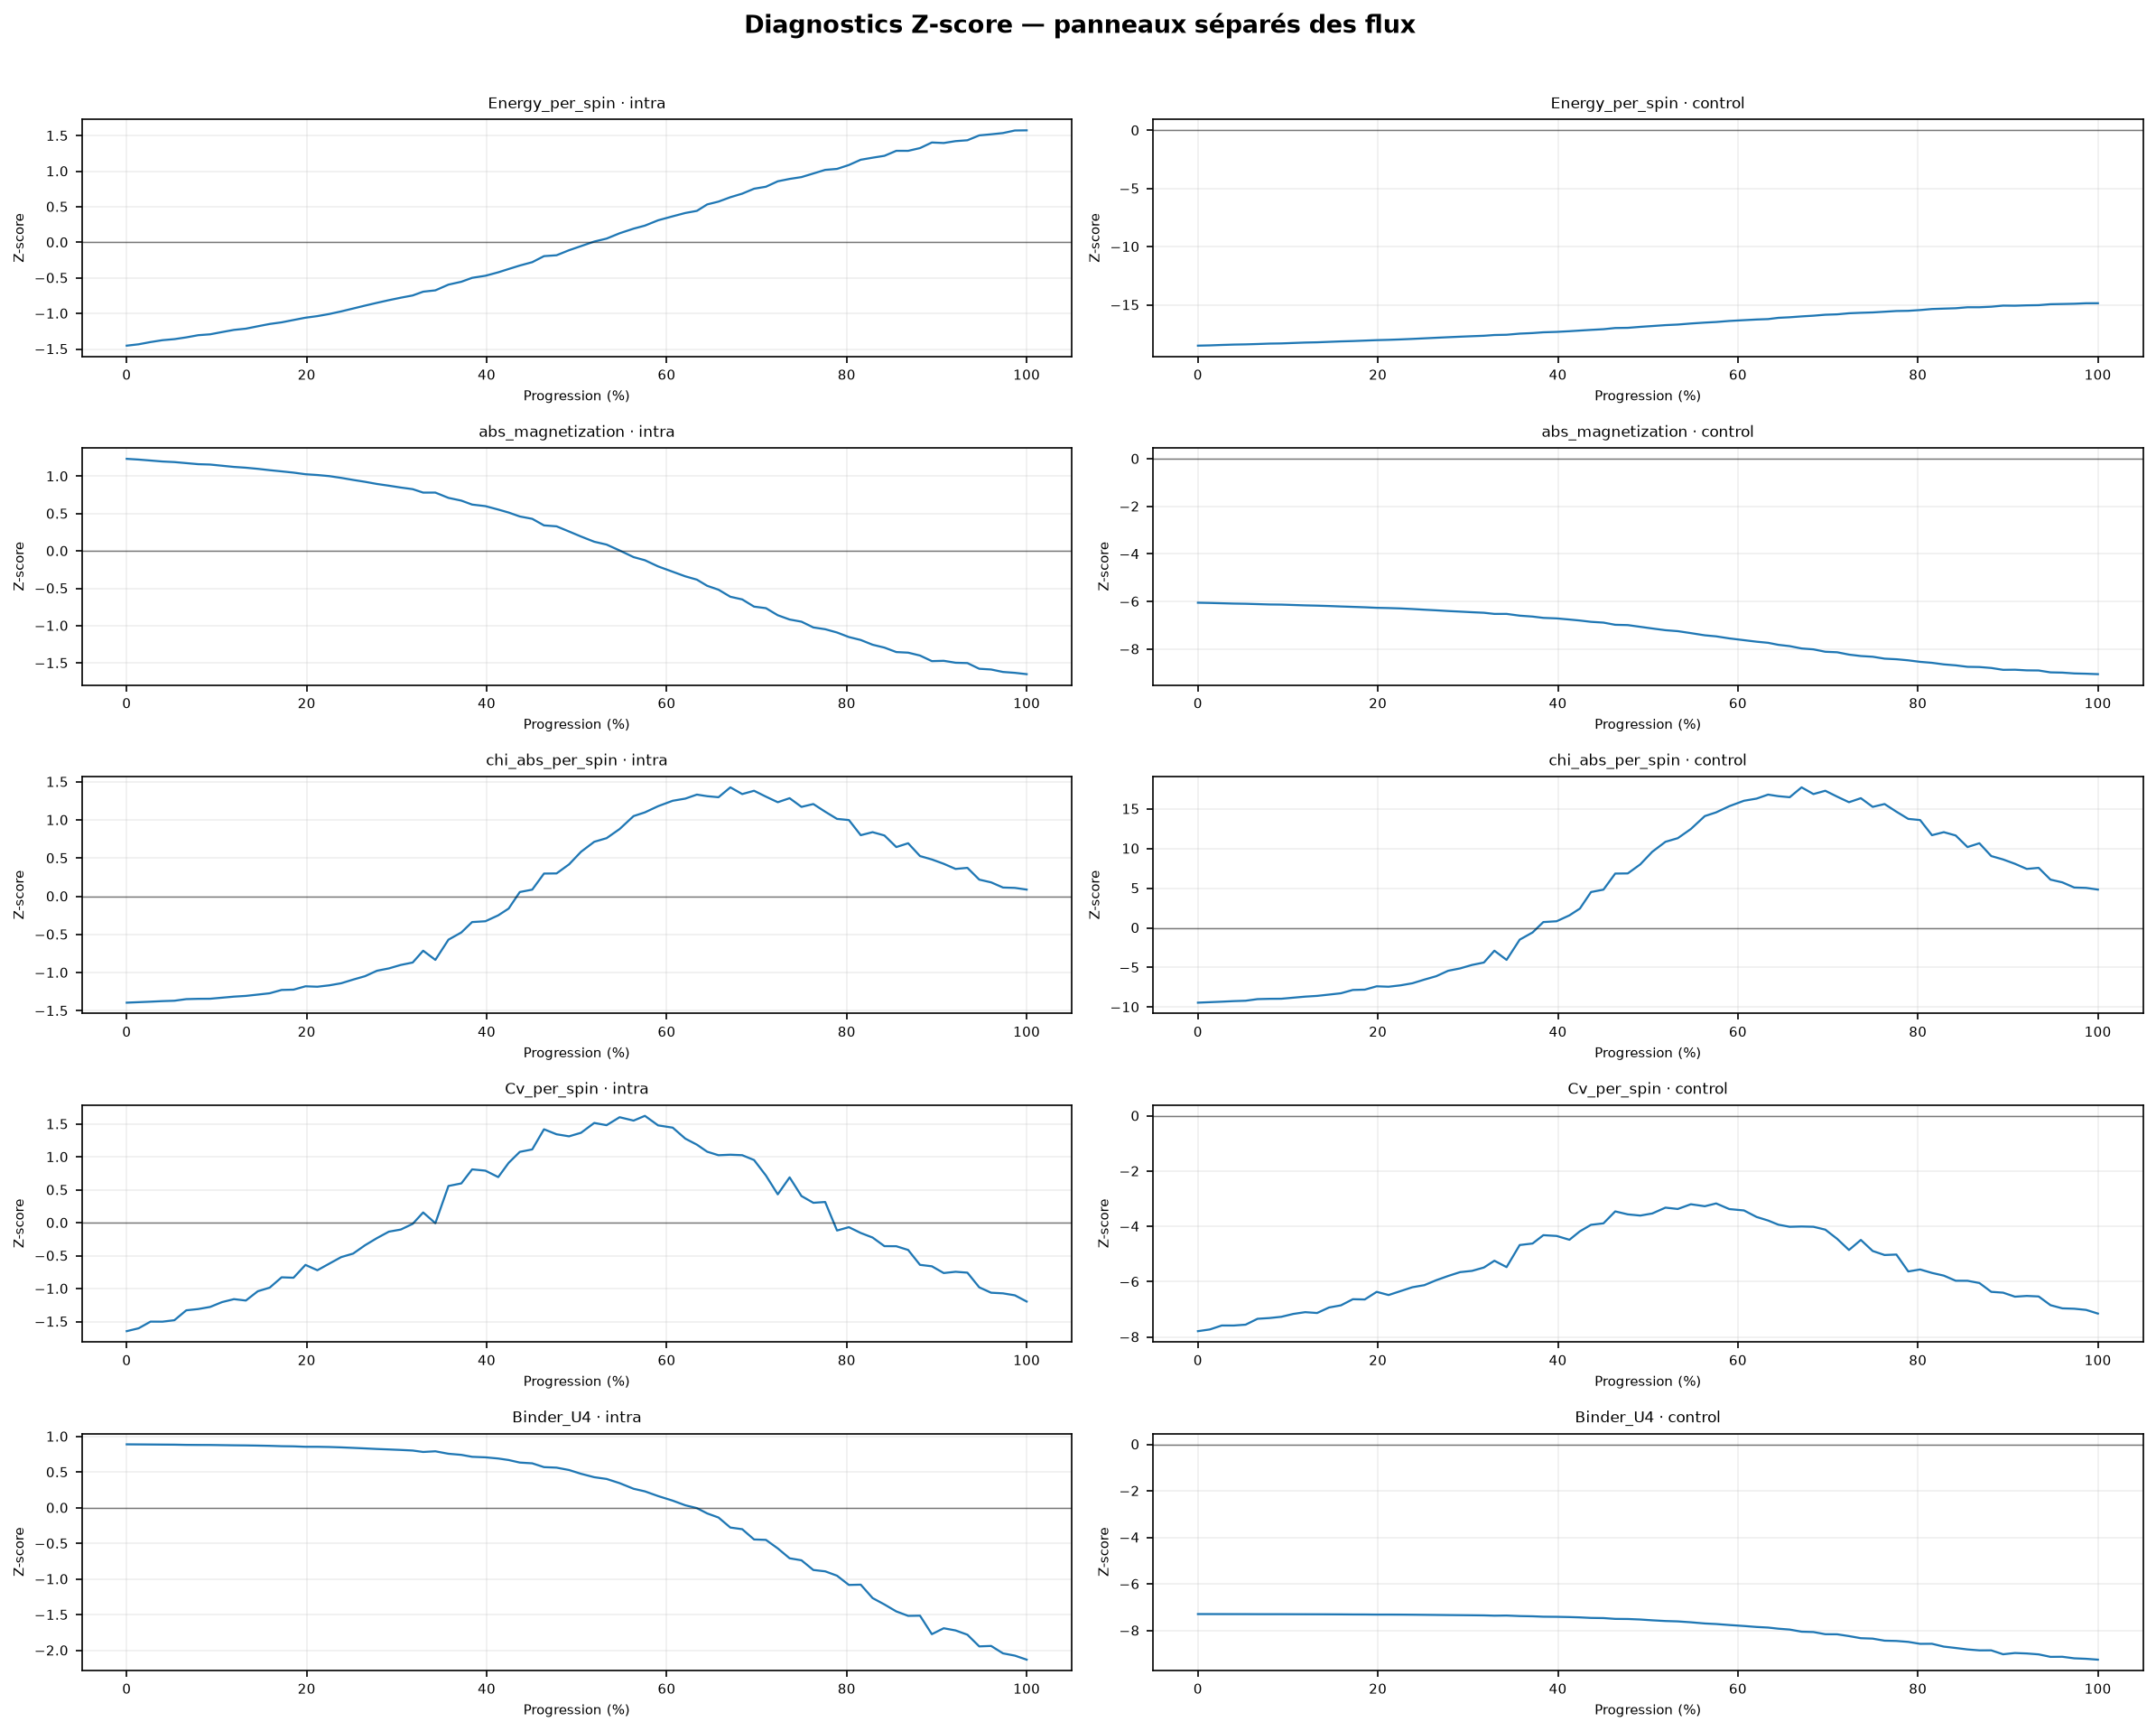 Diagnostics Z-score — panneaux séparés des flux
Energy_per_spin · intra
Z-score
1.5
1.0
0.5
0.0
−0.5
−1.0
−1.5
0 20 40 60 80 100
Progression (%)
Energy_per_spin · control
Z-score
0
−5
−10
−15
0 20 40 60 80 100
Progression (%)
abs_magnetization · intra
Z-score
1.0
0.5
0.0
−0.5
−1.0
−1.5
0 20 40 60 80 100
Progression (%)
abs_magnetization · control
Z-score
0
−2
−4
−6
−8
0 20 40 60 80 100
Progression (%)
chi_abs_per_spin · intra
Z-score
1.5
1.0
0.5
0.0
−0.5
−1.0
−1.5
0 20 40 60 80 100
Progression (%)
chi_abs_per_spin · control
Z-score
15
10
5
0
−5
−10
0 20 40 60 80 100
Progression (%)
Cv_per_spin · intra
Z-score
1.5
1.0
0.5
0.0
−0.5
−1.0
−1.5
0 20 40 60 80 100
Progression (%)
Cv_per_spin · control
Z-score
0
−2
−4
−6
−8
0 20 40 60 80 100
Progression (%)
Binder_U4 · intra
Z-score
1.0
0.5
0.0
−0.5
−1.0
−1.5
−2.0
0 20 40 60 80 100
Progression (%)
Binder_U4 · control
Z-score
0
−2
−4
−6
−8
0 20 40 60 80 100
Progression (%)